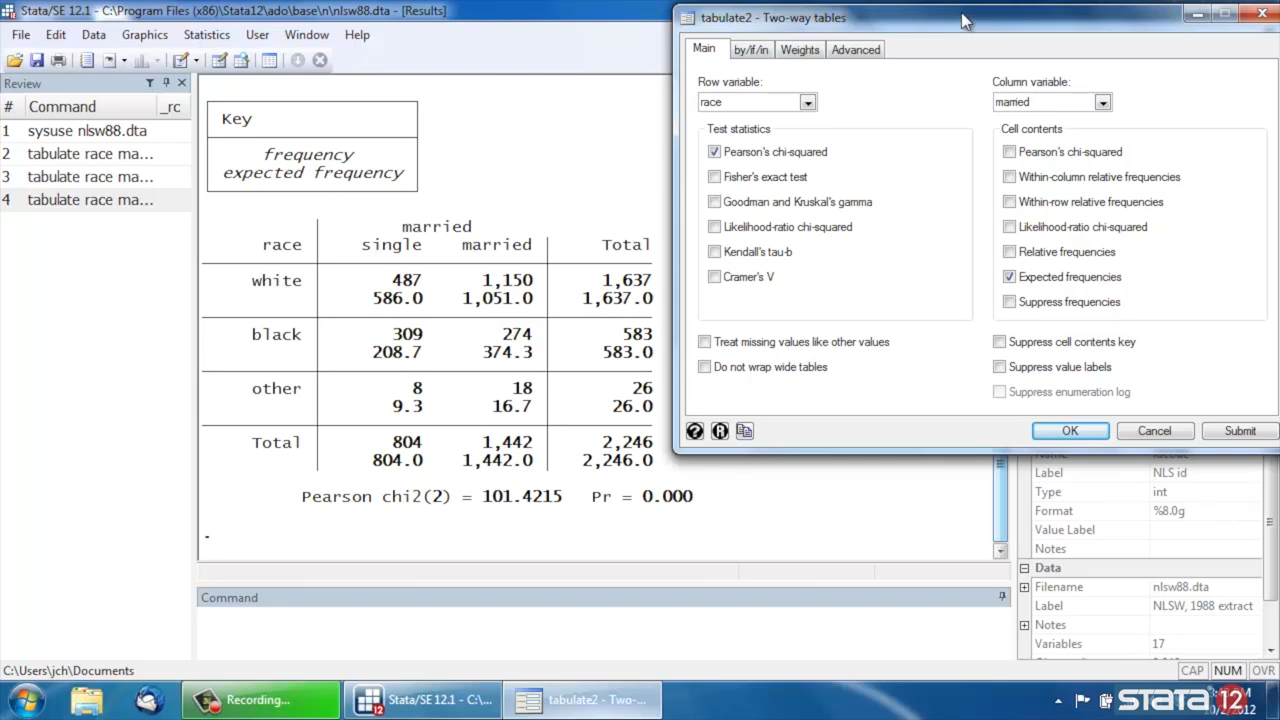 Stata/SE 12.1 - C:\Program Files (x86)\Stata12\ado\base\n\nlsw88.dta - [Results]
File Edit Data Graphics Statistics User Window Help
Review
# Command _rc
1 sysuse nlsw88.dta
2 tabulate race ma...
3 tabulate race ma...
4 tabulate race ma...
Key
frequency
expected frequency
married
race single married Total
white 487 1,150 1,637
586.0 1,051.0 1,637.0
black 309 274 583
208.7 374.3 583.0
other 8 18 26
9.3 16.7 26.0
Total 804 1,442 2,246
804.0 1,442.0 2,246.0
Pearson chi2(2) = 101.4215 Pr = 0.000
.
Command
tabulate2 - Two-way tables
Main by/if/in Weights Advanced
Row variable: Column variable:
race married
Test statistics Cell contents
Pearson's chi-squared Pearson's chi-squared
Fisher's exact test Within-column relative frequencies
Goodman and Kruskal's gamma Within-row relative frequencies
Likelihood-ratio chi-squared Likelihood-ratio chi-squared
Kendall's tau-b Relative frequencies
Cramer's V Expected frequencies
Suppress frequencies
Treat missing values like other values Suppress cell contents key
Do not wrap wide tables Suppress value labels
Suppress enumeration log
OK Cancel Submit
Label NLS id
Type int
Format %8.0g
Value Label
Notes
Data
Filename nlsw88.dta
Label NLSW, 1988 extract
Notes
Variables 17
C:\Users\jch\Documents
CAP NUM OVR
Recording...
Stata/SE 12.1 - C:\...
tabulate2 - Two-...
STATA 12